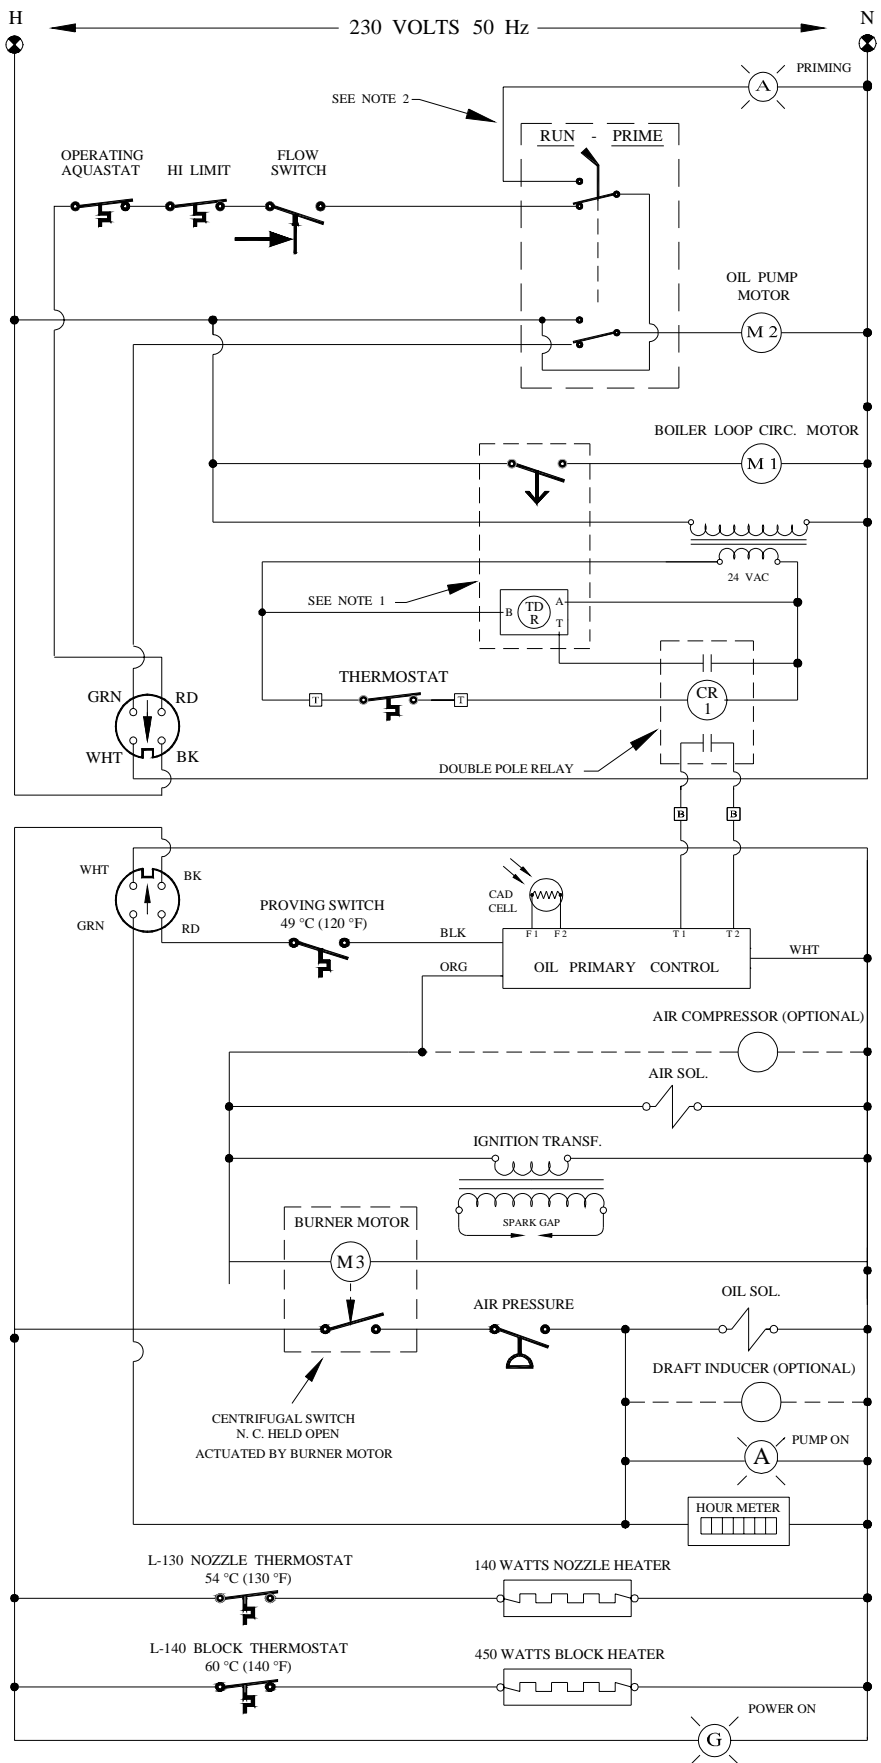 H
230 VOLTS 50 Hz
N
A
PRIMING
SEE NOTE 2
RUN - PRIME
OPERATING
AQUASTAT
HI LIMIT
FLOW
SWITCH
OIL PUMP
MOTOR
M 2
BOILER LOOP CIRC. MOTOR
M 1
24 VAC
SEE NOTE 1
B
TD
R
A
T
THERMOSTAT
T
T
CR
1
GRN
RD
WHT
BK
DOUBLE POLE RELAY
B
B
WHT
BK
GRN
RD
PROVING SWITCH
49 °C (120 °F)
CAD
CELL
BLK
F 1
F 2
T 1
T 2
WHT
ORG
OIL PRIMARY CONTROL
AIR COMPRESSOR (OPTIONAL)
AIR SOL.
IGNITION TRANSF.
SPARK GAP
BURNER MOTOR
M 3
AIR PRESSURE
OIL SOL.
DRAFT INDUCER (OPTIONAL)
CENTRIFUGAL SWITCH
N. C. HELD OPEN
ACTUATED BY BURNER MOTOR
PUMP ON
A
HOUR METER
L-130 NOZZLE THERMOSTAT
54 °C (130 °F)
140 WATTS NOZZLE HEATER
L-140 BLOCK THERMOSTAT
60 °C (140 °F)
450 WATTS BLOCK HEATER
POWER ON
G